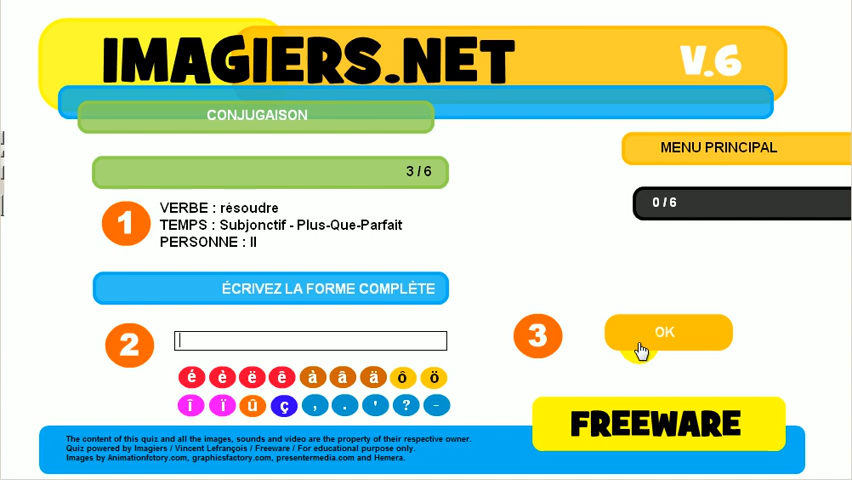 IMAGIERS.NET
V.6
CONJUGAISON
MENU PRINCIPAL
3 / 6
0 / 6
1
VERBE : résoudre
TEMPS : Subjonctif - Plus-Que-Parfait
PERSONNE : II
ÉCRIVEZ LA FORME COMPLÈTE
2
3
OK
é è ë ê à â ä ô ö
î ï û ç , . ' ? -
FREEWARE
The content of this quiz and all the images, sounds and video are the property of their respective owner.
Quiz powered by Imagiers / Vincent Lefrançois / Freeware / For educational purpose only.
Images by Animationfctory.com, graphicsfactory.com, presentermedia.com and Hemera.